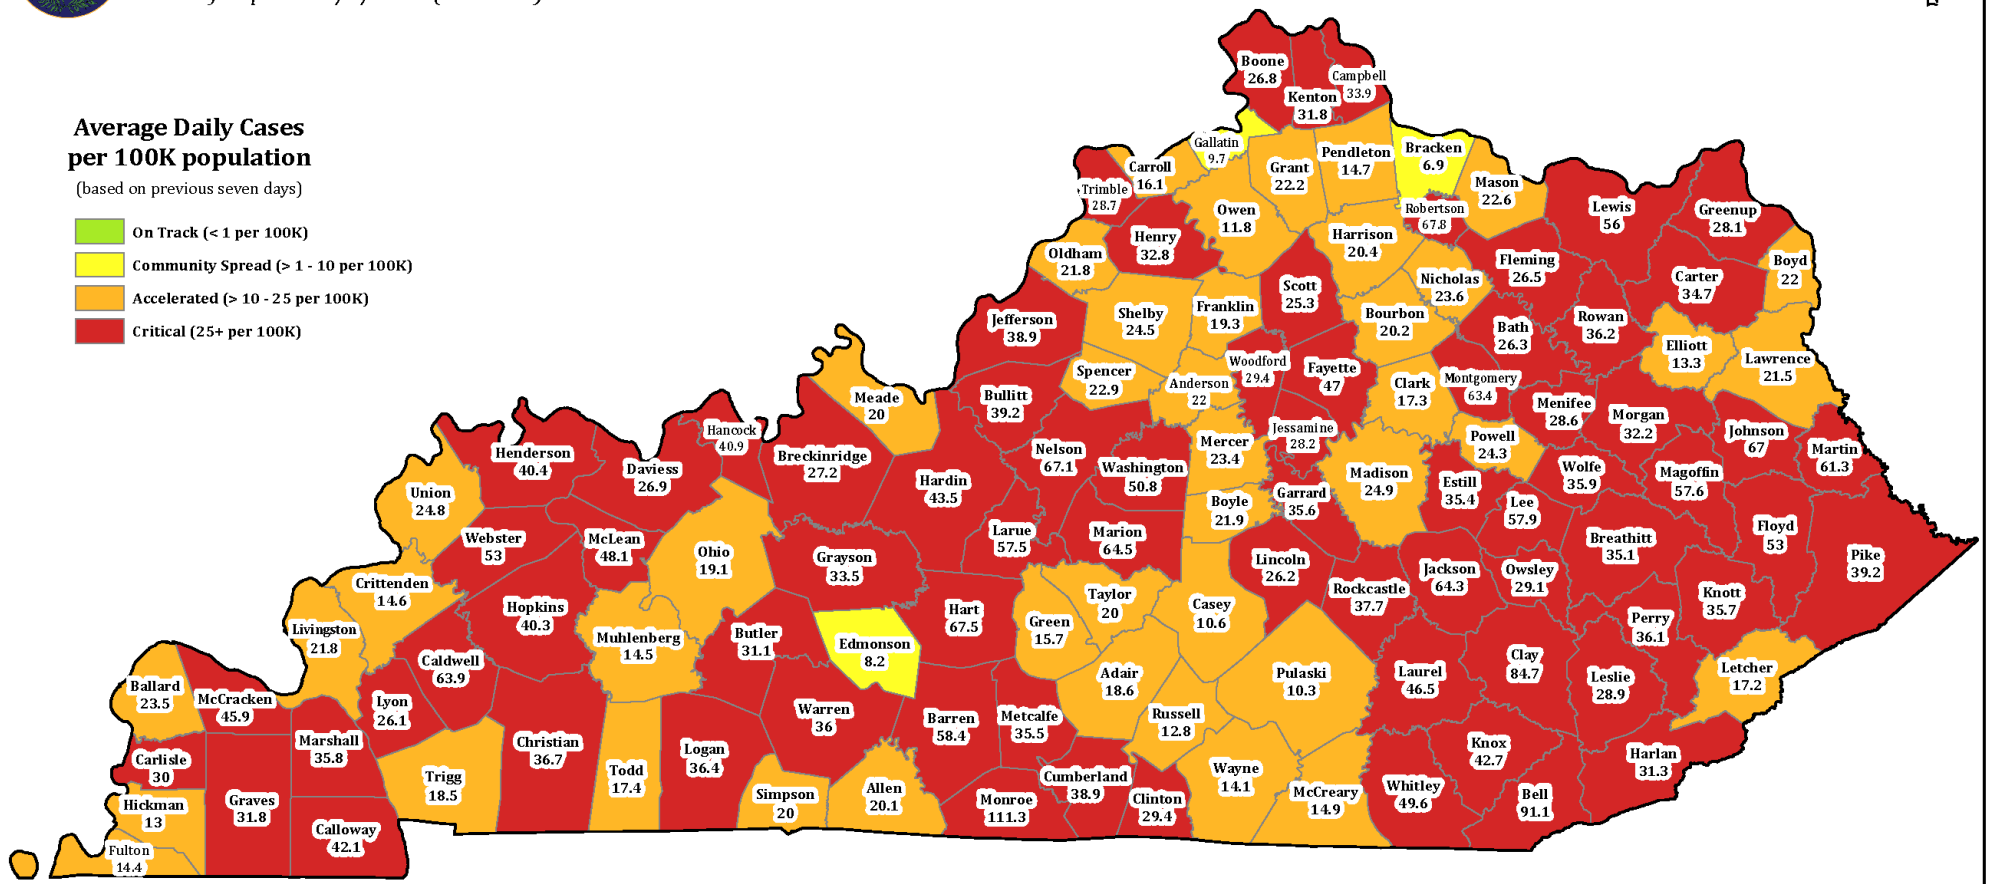 Average Daily Cases
per 100K population
(based on previous seven days)
On Track (< 1 per 100K)
Community Spread (> 1 - 10 per 100K)
Accelerated (> 10 - 25 per 100K)
Critical (25+ per 100K)
Boone
26.8
Campbell
33.9
Kenton
31.8
Gallatin
9.7
Carroll
16.1
Trimble
28.7
Grant
22.2
Pendleton
14.7
Bracken
6.9
Mason
22.6
Robertson
67.8
Lewis
56
Greenup
28.1
Owen
11.8
Henry
32.8
Oldham
21.8
Harrison
20.4
Fleming
26.5
Boyd
22
Carter
34.7
Nicholas
23.6
Scott
25.3
Franklin
19.3
Shelby
24.5
Jefferson
38.9
Bourbon
20.2
Bath
26.3
Rowan
36.2
Elliott
13.3
Lawrence
21.5
Spencer
22.9
Anderson
22
Woodford
29.4
Fayette
47
Clark
17.3
Montgomery
63.4
Menifee
28.6
Morgan
32.2
Johnson
67
Martin
61.3
Meade
20
Bullitt
39.2
Nelson
67.1
Washington
50.8
Mercer
23.4
Jessamine
28.2
Madison
24.9
Powell
24.3
Estill
35.4
Wolfe
35.9
Magoffin
57.6
Hancock
40.9
Breckinridge
27.2
Hardin
43.5
Henderson
40.4
Daviess
26.9
Union
24.8
Boyle
21.9
Garrard
35.6
Lee
57.9
Floyd
53
Pike
39.2
Webster
53
McLean
48.1
Ohio
19.1
Grayson
33.5
Larue
57.5
Marion
64.5
Lincoln
26.2
Rockcastle
37.7
Jackson
64.3
Owsley
29.1
Breathitt
35.1
Knott
35.7
Perry
36.1
Crittenden
14.6
Livingston
21.8
Hopkins
40.3
Muhlenberg
14.5
Butler
31.1
Edmonson
8.2
Hart
67.5
Green
15.7
Taylor
20
Casey
10.6
Adair
18.6
Pulaski
10.3
Laurel
46.5
Clay
84.7
Leslie
28.9
Letcher
17.2
Ballard
23.5
McCracken
45.9
Lyon
26.1
Caldwell
63.9
Carlisle
30
Marshall
35.8
Trigg
18.5
Christian
36.7
Todd
17.4
Logan
36.4
Warren
36
Barren
58.4
Metcalfe
35.5
Russell
12.8
Wayne
14.1
McCreary
14.9
Whitley
49.6
Knox
42.7
Bell
91.1
Harlan
31.3
Hickman
13
Graves
31.8
Calloway
42.1
Fulton
14.4
Simpson
20
Allen
20.1
Monroe
111.3
Cumberland
38.9
Clinton
29.4